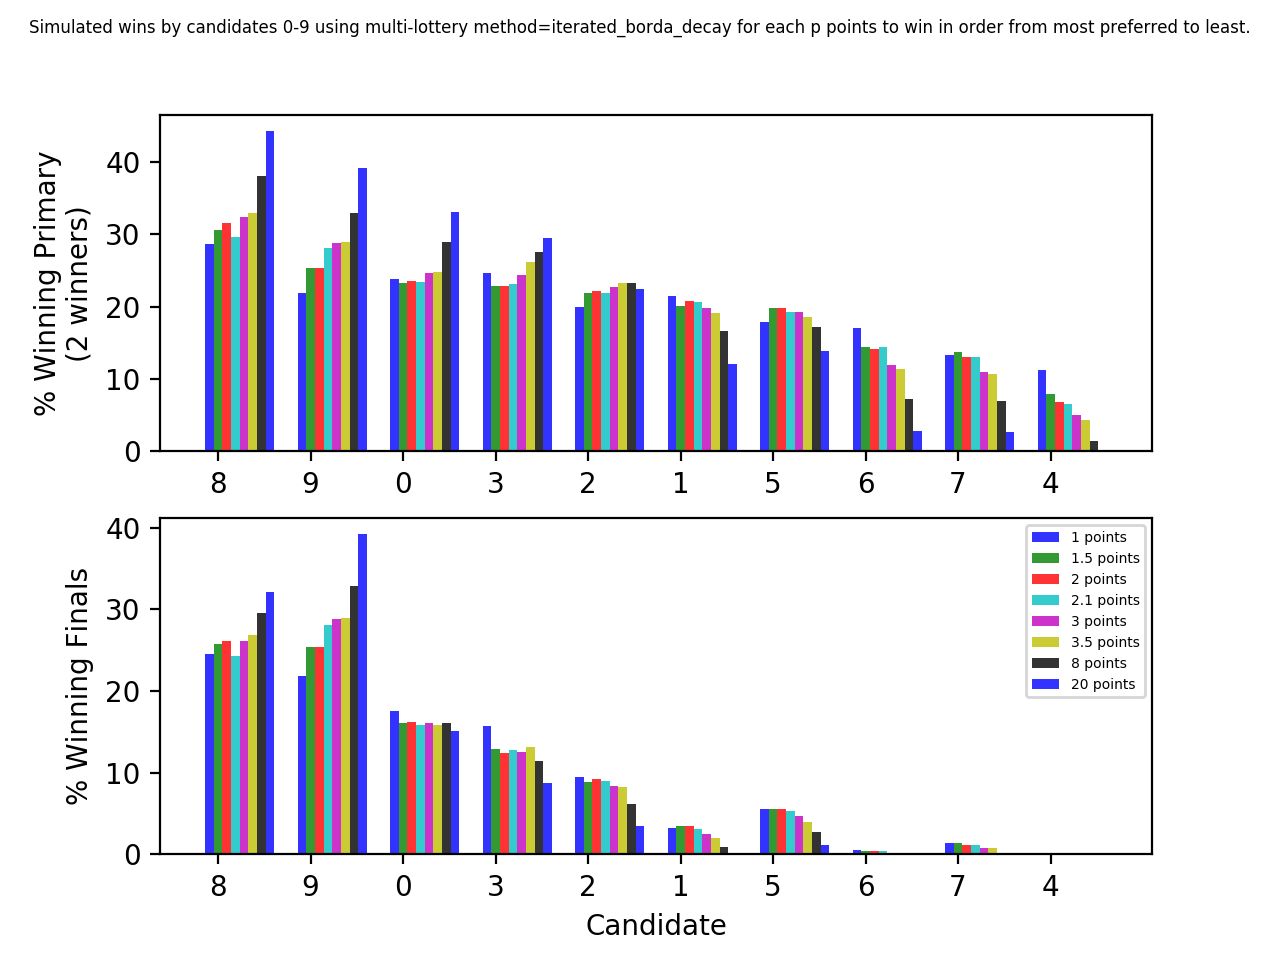 Simulated wins by candidates 0-9 using multi-lottery method=iterated_borda_decay for each p points to win in order from most preferred to least.
% Winning Primary
(2 winners)
40
30
20
10
0
8 9 0 3 2 1 5 6 7 4
% Winning Finals
40
30
20
10
0
1 points
1.5 points
2 points
2.1 points
3 points
3.5 points
8 points
20 points
8 9 0 3 2 1 5 6 7 4
Candidate